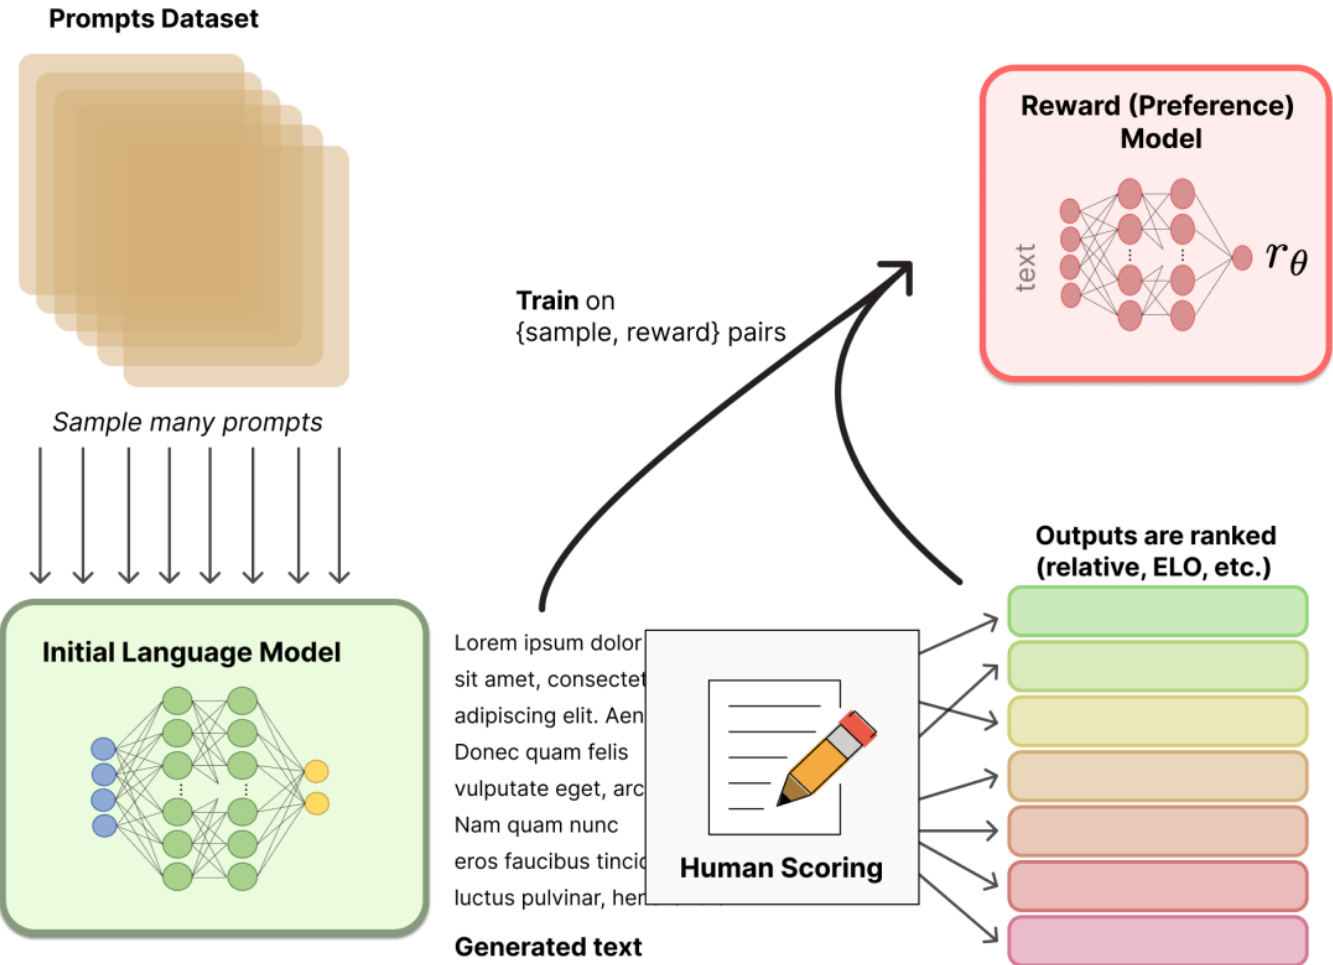 Prompts Dataset
Sample many prompts
Initial Language Model
Train on
{sample, reward} pairs
Reward (Preference)
Model
text
rθ
Lorem ipsum dolor
sit amet, consectet
adipiscing elit. Aen
Donec quam felis
vulputate eget, arc
Nam quam nunc
eros faucibus tincid
luctus pulvinar, her
Generated text
Human Scoring
Outputs are ranked
(relative, ELO, etc.)